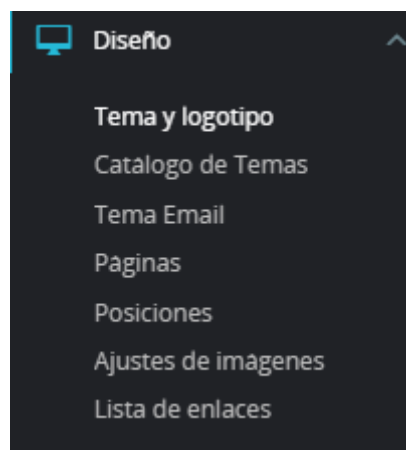 Diseño
Tema y logotipo
Catálogo de Temas
Tema Email
Páginas
Posiciones
Ajustes de imágenes
Lista de enlaces